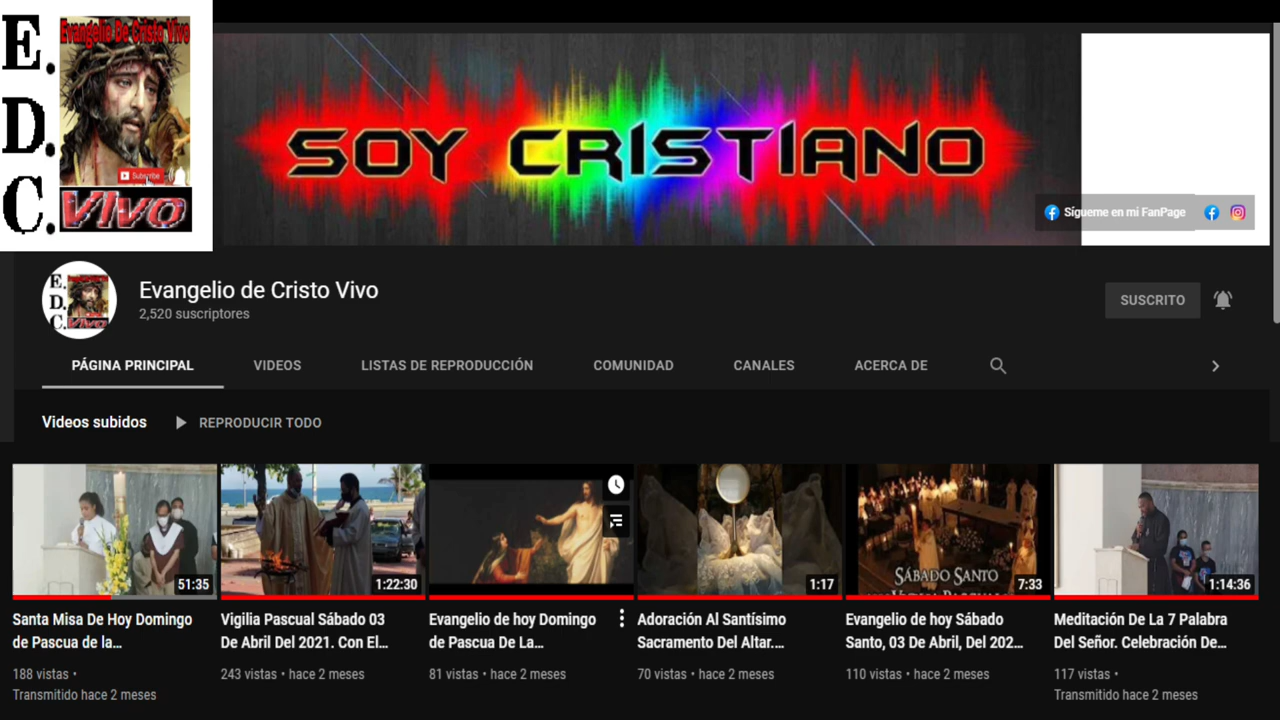 E.
D.
C.
Evangelio De Cristo Vivo
Subscribe
Vivo
SOY CRISTIANO
Sígueme en mi FanPage
E.
D.
C. Vivo
Evangelio de Cristo Vivo
2,520 suscriptores
SUSCRITO
PÁGINA PRINCIPAL VIDEOS LISTAS DE REPRODUCCIÓN COMUNIDAD CANALES ACERCA DE
Videos subidos REPRODUCIR TODO
51:35
1:22:30
1:17
SÁBADO SANTO
7:33
1:14:36
Santa Misa De Hoy Domingo
de Pascua de la...
188 vistas •
Transmitido hace 2 meses
Vigilia Pascual Sábado 03
De Abril Del 2021. Con El...
243 vistas • hace 2 meses
Evangelio de hoy Domingo
de Pascua De La...
81 vistas • hace 2 meses
Adoración Al Santísimo
Sacramento Del Altar....
70 vistas • hace 2 meses
Evangelio de hoy Sábado
Santo, 03 De Abril, Del 202...
110 vistas • hace 2 meses
Meditación De La 7 Palabra
Del Señor. Celebración De...
117 vistas •
Transmitido hace 2 meses